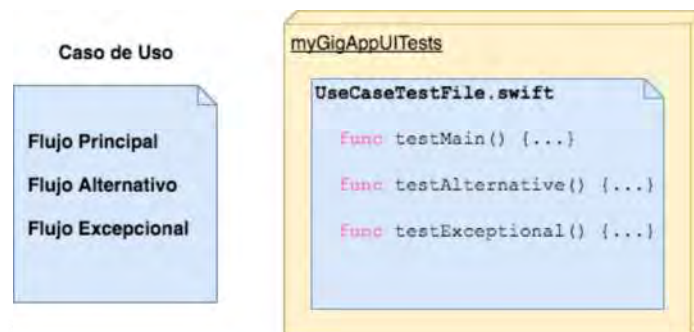 Caso de Uso
Flujo Principal
Flujo Alternativo
Flujo Excepcional
myGigAppUITests
UseCaseTestFile.swift
func testMain() {...}
func testAlternative() {...}
func testExceptional() {...}